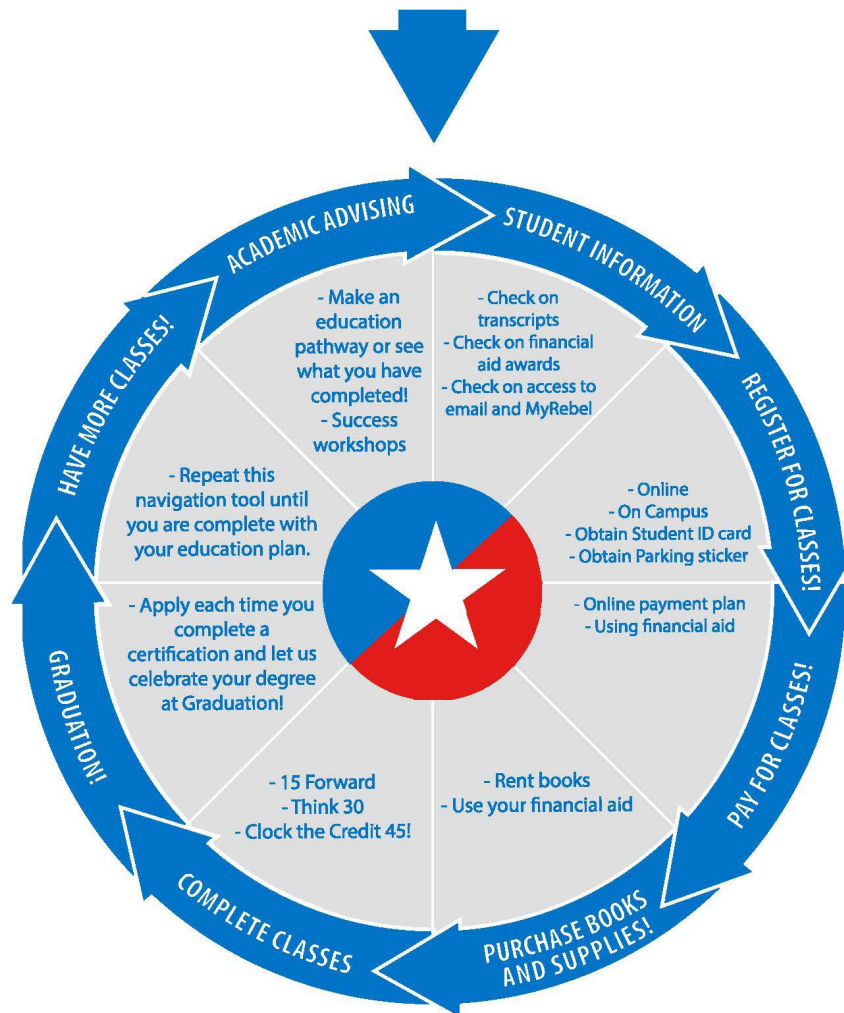 ACADEMIC ADVISING
- Make an
education
pathway or see
what you have
completed!
- Success
workshops
STUDENT INFORMATION
- Check on
transcripts
- Check on financial
aid awards
- Check on access to
email and MyRebel
REGISTER FOR CLASSES!
- Online
- On Campus
- Obtain Student ID card
- Obtain Parking sticker
PAY FOR CLASSES!
- Online payment plan
- Using financial aid
PURCHASE BOOKS
AND SUPPLIES!
- Rent books
- Use your financial aid
COMPLETE CLASSES
- 15 Forward
- Think 30
- Clock the Credit 45!
GRADUATION!
- Apply each time you
complete a
certification and let us
celebrate your degree
at Graduation!
HAVE MORE CLASSES!
- Repeat this
navigation tool until
you are complete with
your education plan.